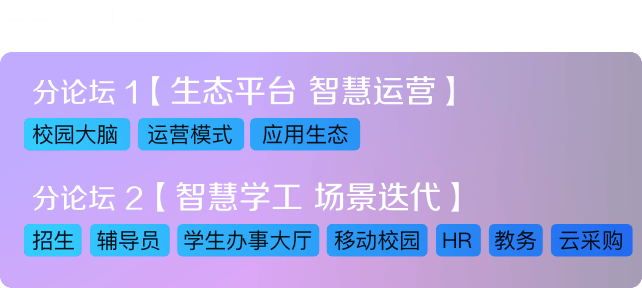 分论坛 1【 生态平台 智慧运营 】
校园大脑 运营模式 应用生态
分论坛 2【 智慧学工 场景迭代 】
招生 辅导员 学生办事大厅 移动校园 HR 教务 云采购